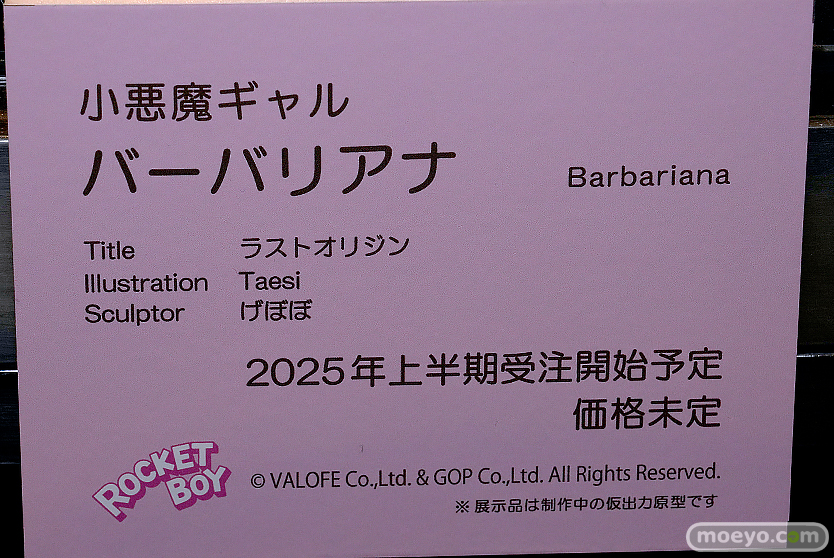 小悪魔ギャル
バーバリアナ Barbariana
Title ラストオリジン
Illustration Taesi
Sculptor げぼぼ
2025年上半期受注開始予定
価格未定
ROCKET BOY
© VALOFE Co.,Ltd. & GOP Co.,Ltd. All Rights Reserved.
※展示品は制作中の仮出力原型です
moeyo.com